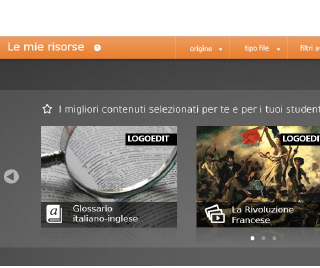 Le mie risorse
origine
tipo file
filtri
I migliori contenuti selezionati per te e per i tuoi student
LOGOEDIT
LOGOEDI
Glossario
italiano-inglese
La Rivoluzione
Francese